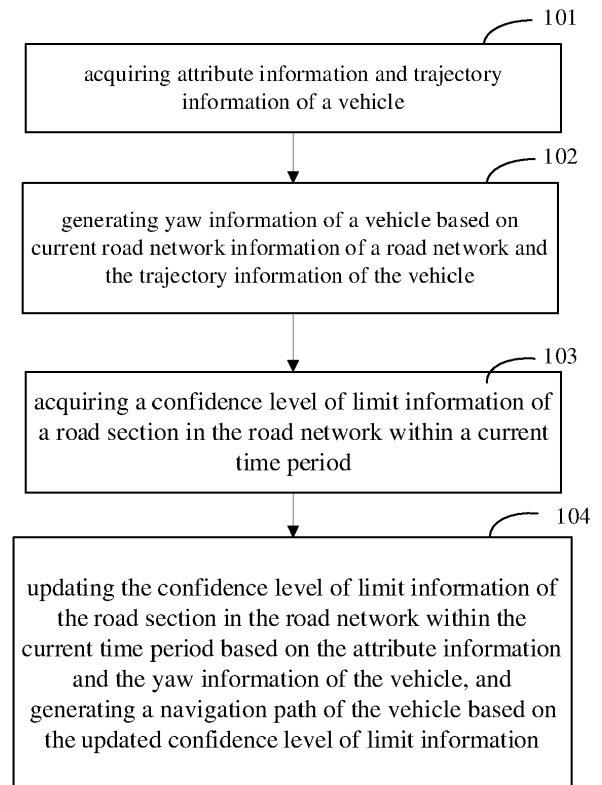 101
acquiring attribute information and trajectory
information of a vehicle
102
generating yaw information of a vehicle based on
current road network information of a road network and
the trajectory information of the vehicle
103
acquiring a confidence level of limit information of
a road section in the road network within a current
time period
104
updating the confidence level of limit information of
the road section in the road network within the
current time period based on the attribute information
and the yaw information of the vehicle, and
generating a navigation path of the vehicle based on
the updated confidence level of limit information